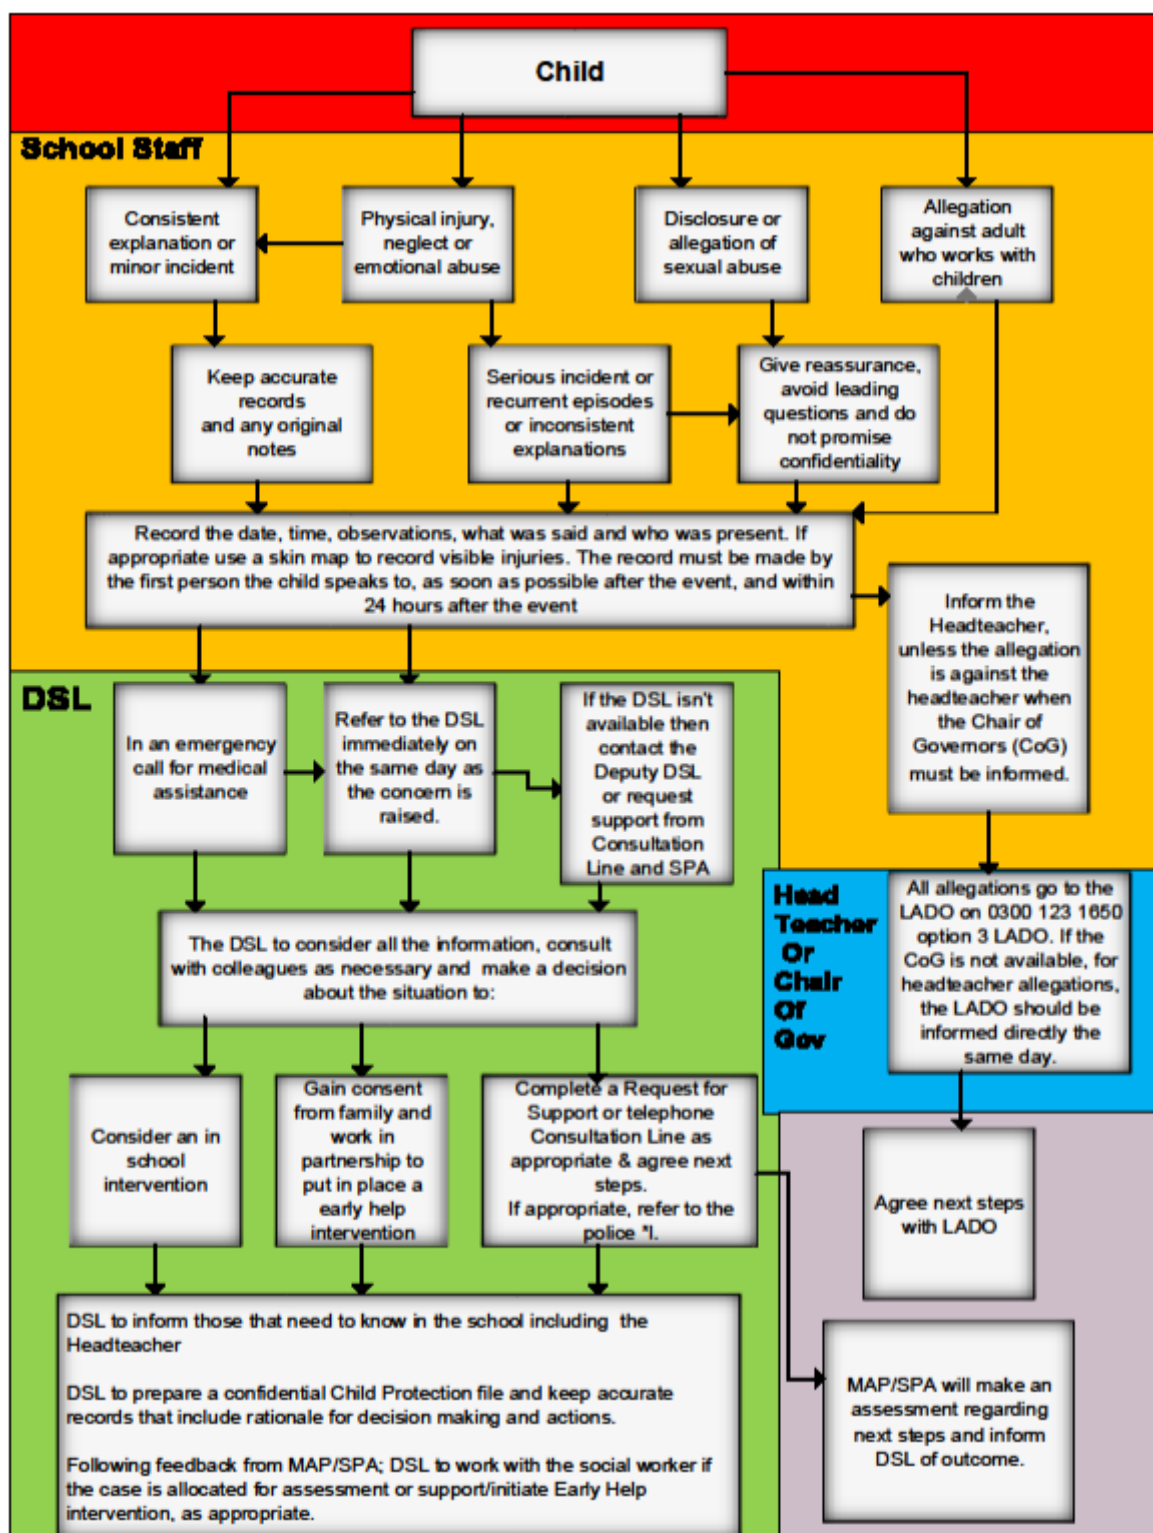 Child
School Staff
Consistent
explanation or
minor incident
Physical injury,
neglect or
emotional abuse
Disclosure or
allegation of
sexual abuse
Allegation
against adult
who works with
children
Keep accurate
records
and any original
notes
Serious incident or
recurrent episodes
or inconsistent
explanations
Give reassurance,
avoid leading
questions and do
not promise
confidentiality
Record the date, time, observations, what was said and who was present. If
appropriate use a skin map to record visible injuries. The record must be made by
the first person the child speaks to, as soon as possible after the event, and within
24 hours after the event
Inform the
Headteacher,
unless the allegation
is against the
headteacher when
the Chair of
Governors (CoG)
must be informed.
DSL
In an emergency
call for medical
assistance
Refer to the DSL
immediately on
the same day as
the concern is
raised.
If the DSL isn't
available then
contact the
Deputy DSL
or request
support from
Consultation
Line and SPA
Head
Teacher
Or
Chair
Of
Gov
All allegations go to the
LADO on 0300 123 1650
option 3 LADO. If the
CoG is not available, for
headteacher allegations,
the LADO should be
informed directly the
same day.
The DSL to consider all the information, consult
with colleagues as necessary and make a decision
about the situation to:
Consider an in
school
intervention
Gain consent
from family and
work in
partnership to
put in place a
early help
intervention
Complete a Request for
Support or telephone
Consultation Line as
appropriate & agree next
steps.
If appropriate, refer to the
police *I.
Agree next steps
with LADO
DSL to inform those that need to know in the school including the
Headteacher
DSL to prepare a confidential Child Protection file and keep accurate
records that include rationale for decision making and actions.
Following feedback from MAP/SPA; DSL to work with the social worker if
the case is allocated for assessment or support/initiate Early Help
intervention, as appropriate.
MAP/SPA will make an
assessment regarding
next steps and inform
DSL of outcome.